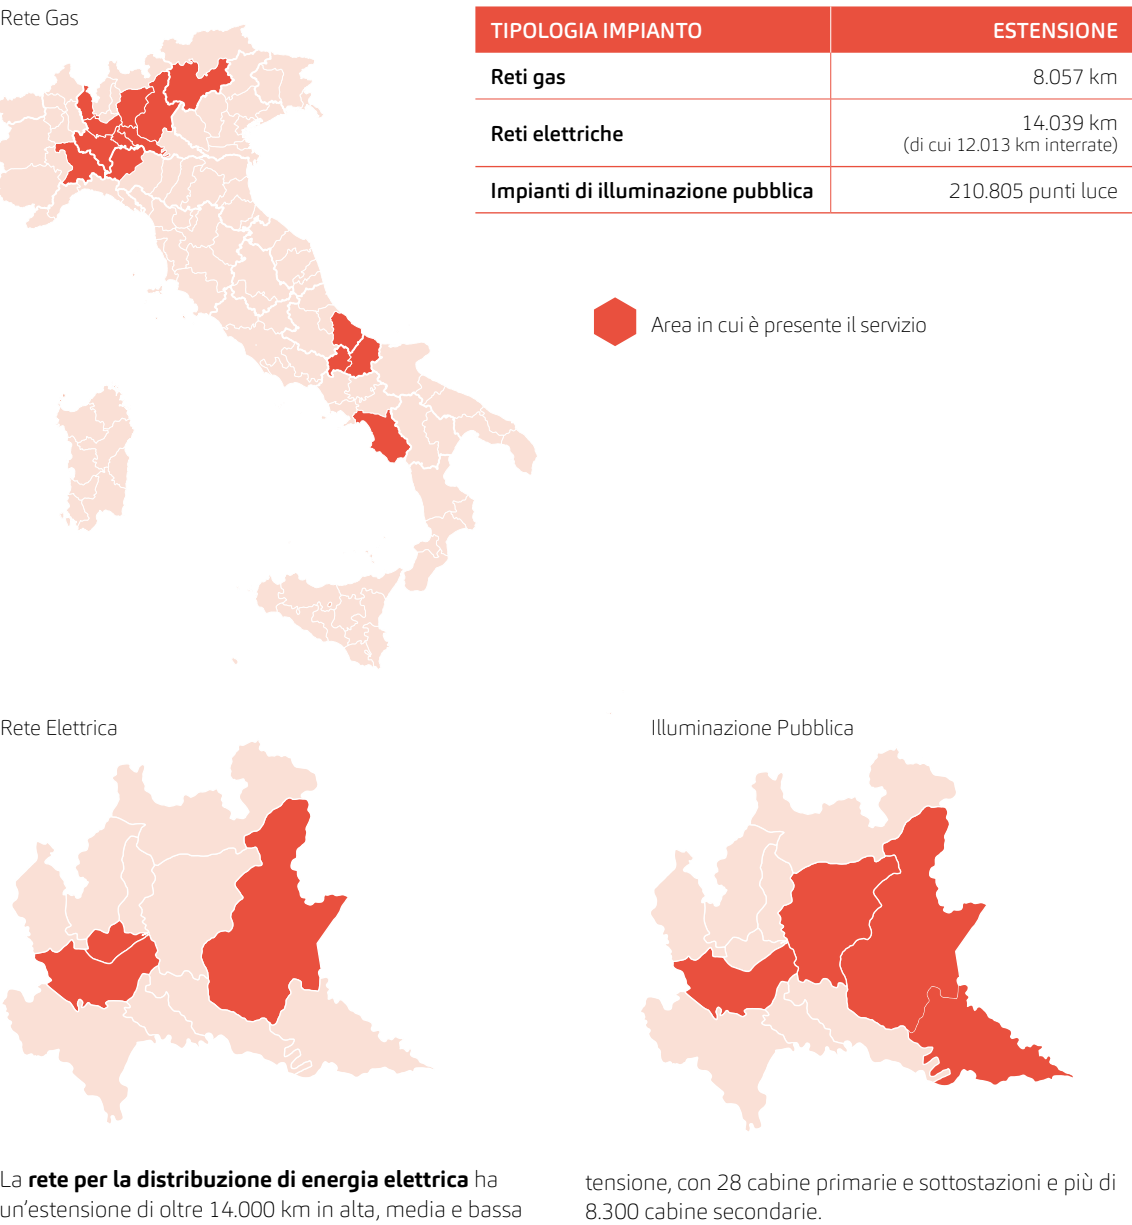 Rete Gas
TIPOLOGIA IMPIANTO ESTENSIONE
Reti gas 8.057 km
Reti elettriche 14.039 km
(di cui 12.013 km interrate)
Impianti di illuminazione pubblica 210.805 punti luce
Area in cui è presente il servizio
Rete Elettrica
Illuminazione Pubblica
La rete per la distribuzione di energia elettrica ha
un’estensione di oltre 14.000 km in alta, media e bassa
tensione, con 28 cabine primarie e sottostazioni e più di
8.300 cabine secondarie.